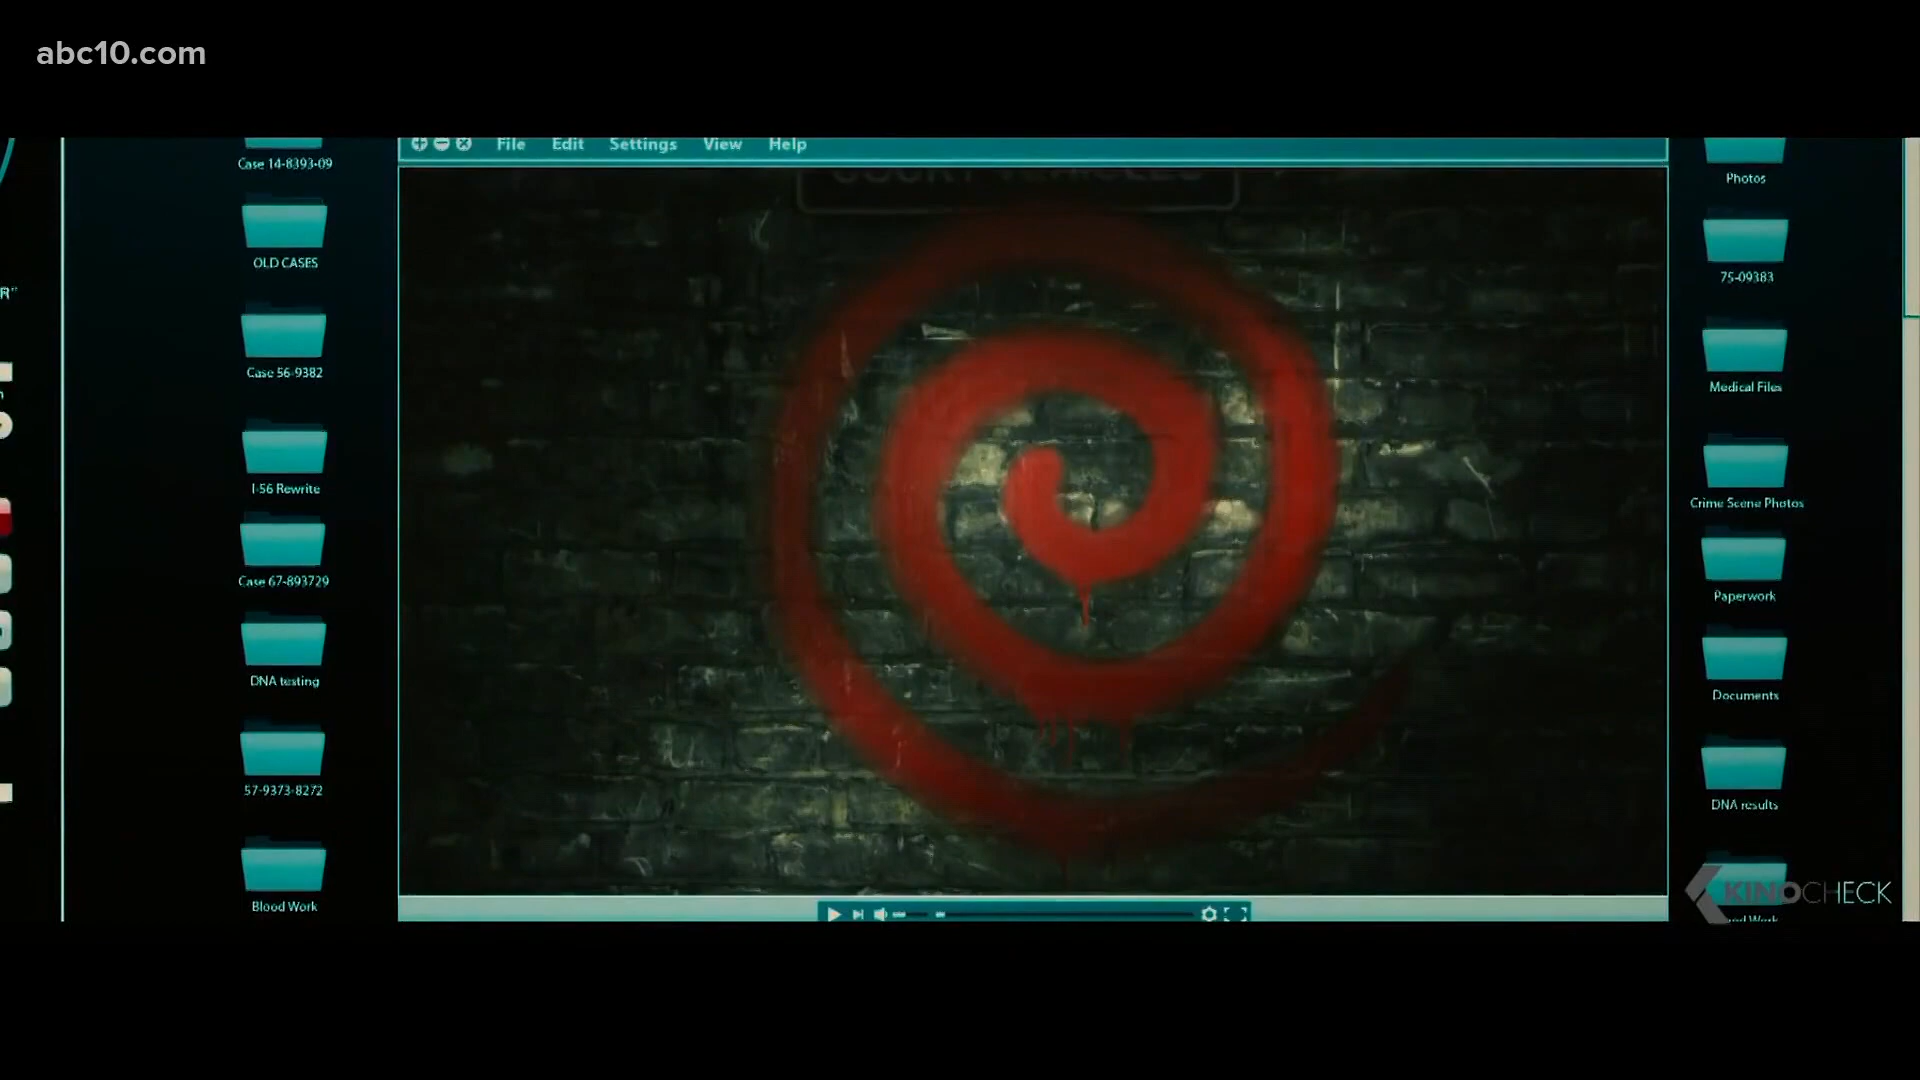 abc10.com
File Edit Settings View Help
Case 14-8393-09
OLD CASES
Case 56-9382
I-56 Rewrite
Case 67-893729
DNA testing
57-9373-8272
Blood Work
Photos
75-09383
Medical Files
Crime Scene Photos
Paperwork
Documents
DNA results
KINOCHECK